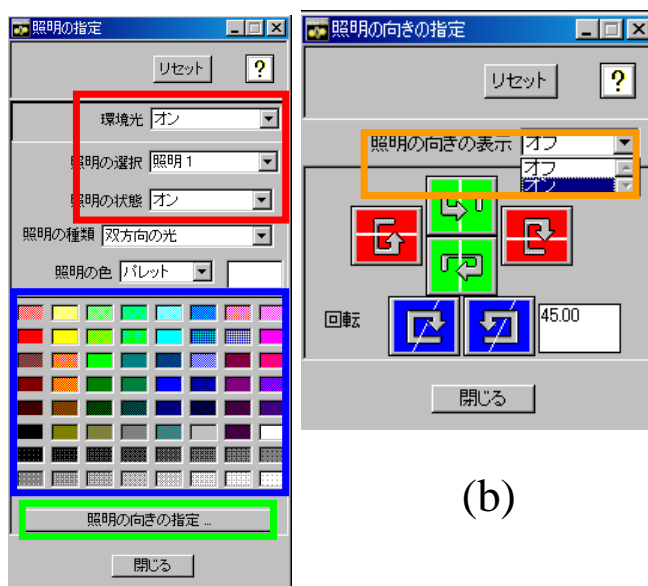 照明の指定
リセット ?
環境光 オン
照明の選択 照明1
照明の状態 オン
照明の種類 双方向の光
照明の色 パレット
照明の向きの指定 ...
閉じる
照明の向きの指定
リセット ?
照明の向きの表示 オフ
オフ
オン
回転 45.00
閉じる
(b)